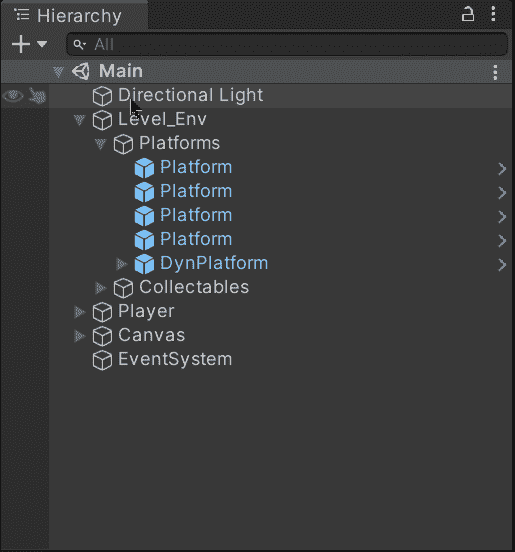 Hierarchy
All
Main
Directional Light
Level_Env
Platforms
Platform
Platform
Platform
Platform
DynPlatform
Collectables
Player
Canvas
EventSystem